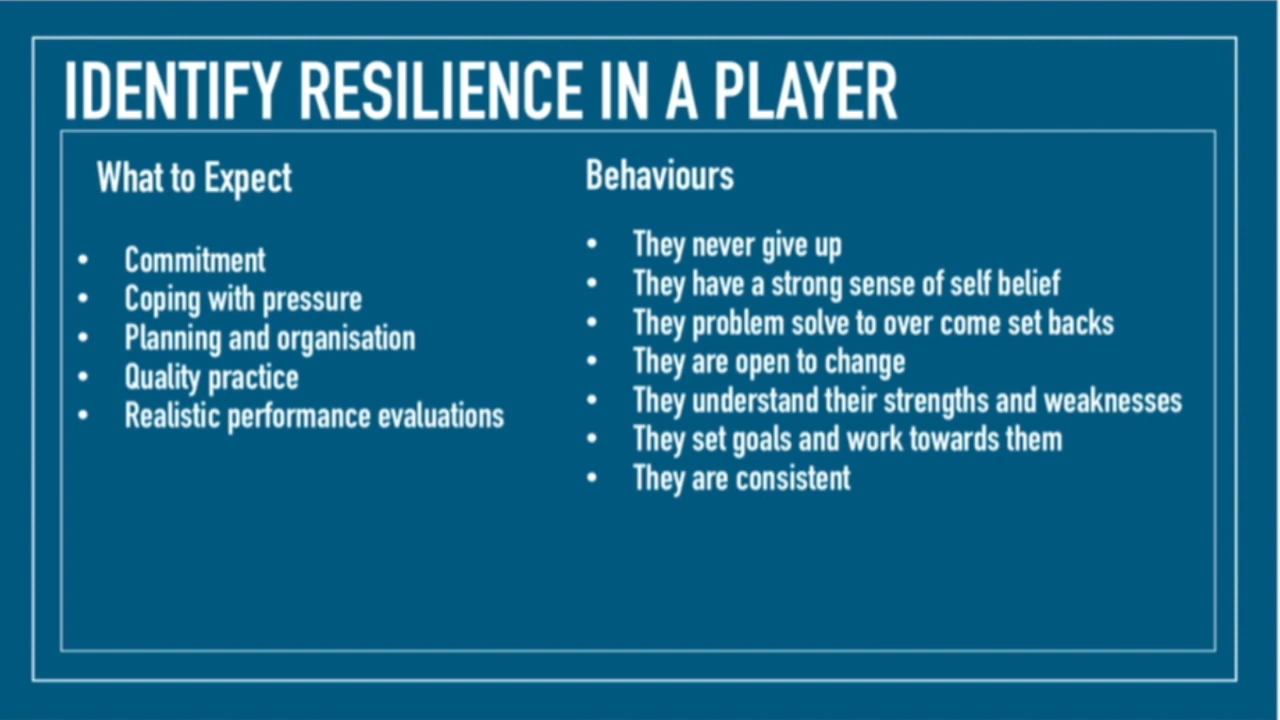 IDENTIFY RESILIENCE IN A PLAYER
What to Expect
• Commitment
• Coping with pressure
• Planning and organisation
• Quality practice
• Realistic performance evaluations
Behaviours
• They never give up
• They have a strong sense of self belief
• They problem solve to over come set backs
• They are open to change
• They understand their strengths and weaknesses
• They set goals and work towards them
• They are consistent